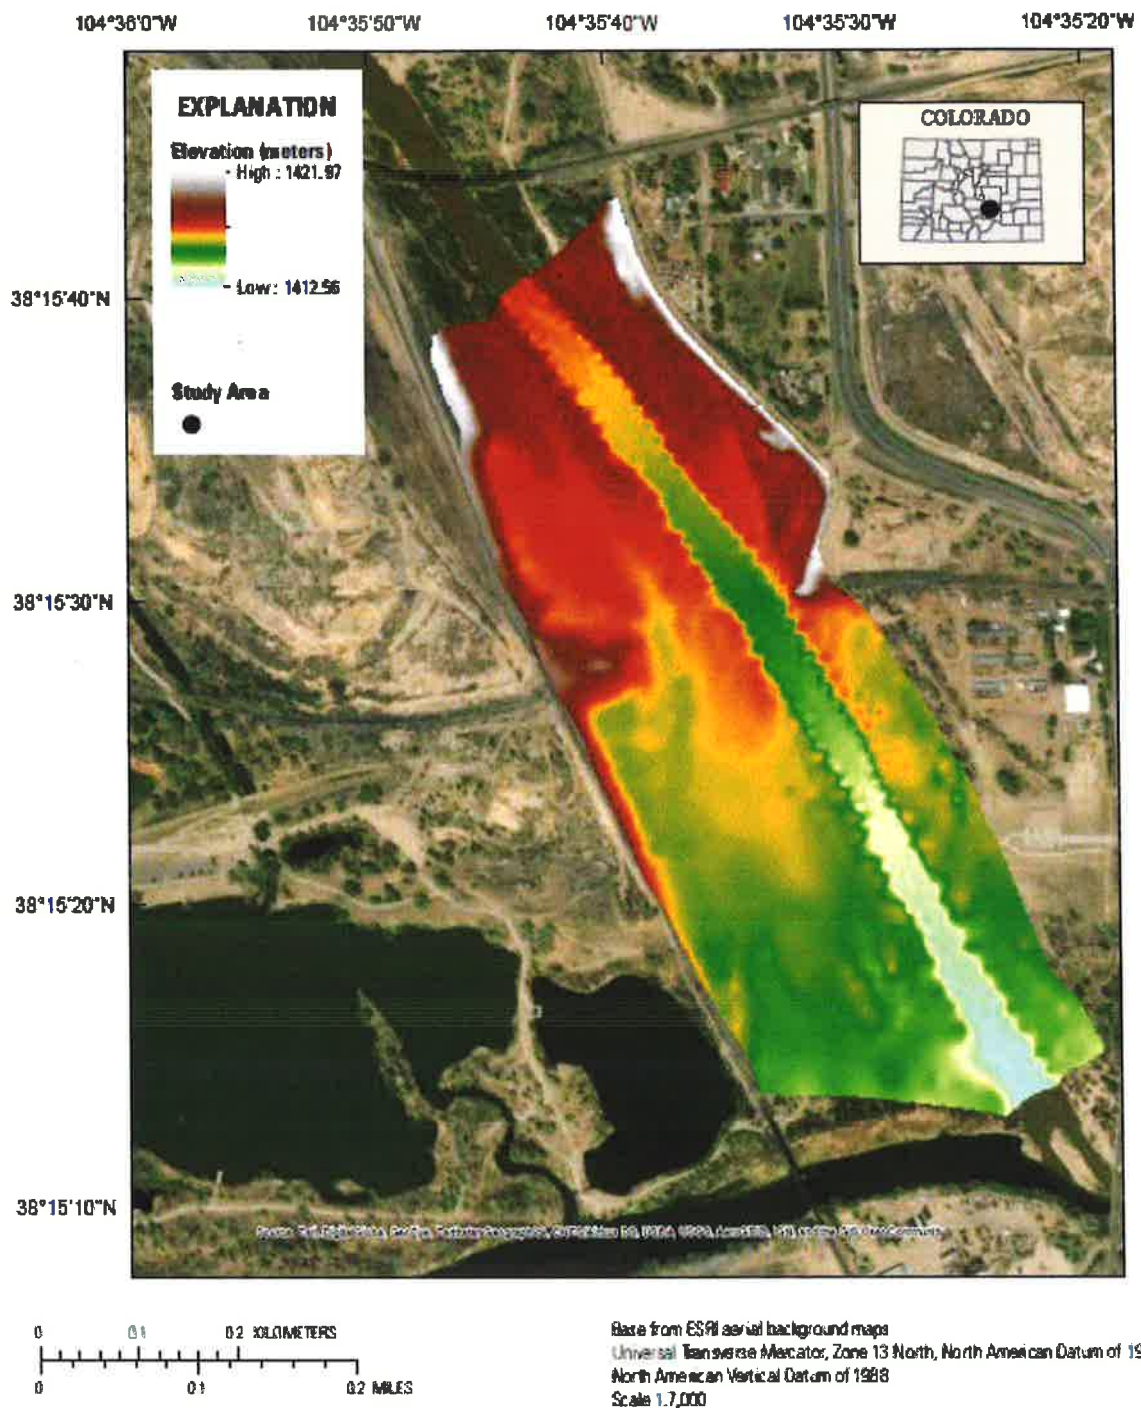 104°36'0"W 104°35'50"W 104°35'40"W 104°35'30"W 104°35'20"W
EXPLANATION
Elevation (meters)
High : 1421.97
Low : 1412.56
Study Area
COLORADO
38°15'40"N
38°15'30"N
38°15'20"N
38°15'10"N
0 0.1 0.2 KILOMETERS
0 0.1 0.2 MILES
Base from ESRI aerial background maps
Universal Transverse Mercator, Zone 13 North, North American Datum of 19
North American Vertical Datum of 1988
Scale 1:7,000